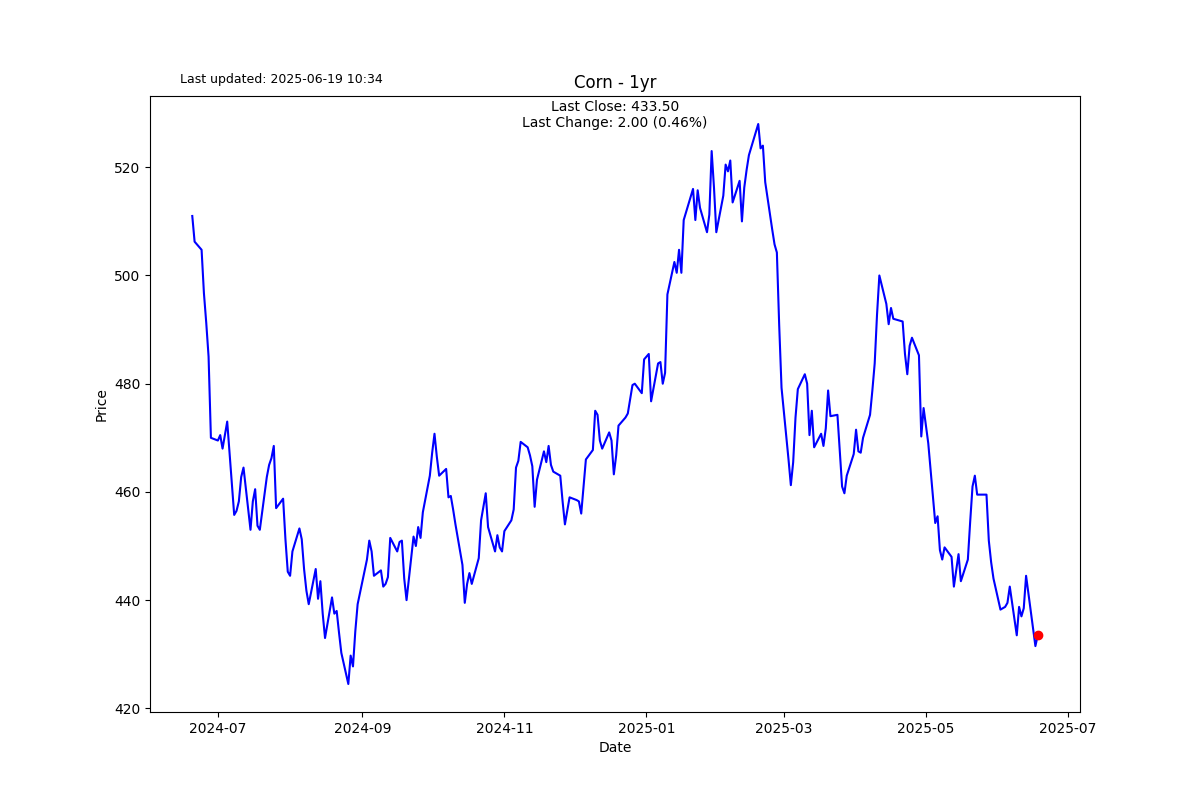 Last updated: 2025-06-19 10:34
Corn - 1yr
Last Close: 433.50
Last Change: 2.00 (0.46%)
Price
520
500
480
460
440
420
2024-07
2024-09
2024-11
2025-01
2025-03
2025-05
2025-07
Date